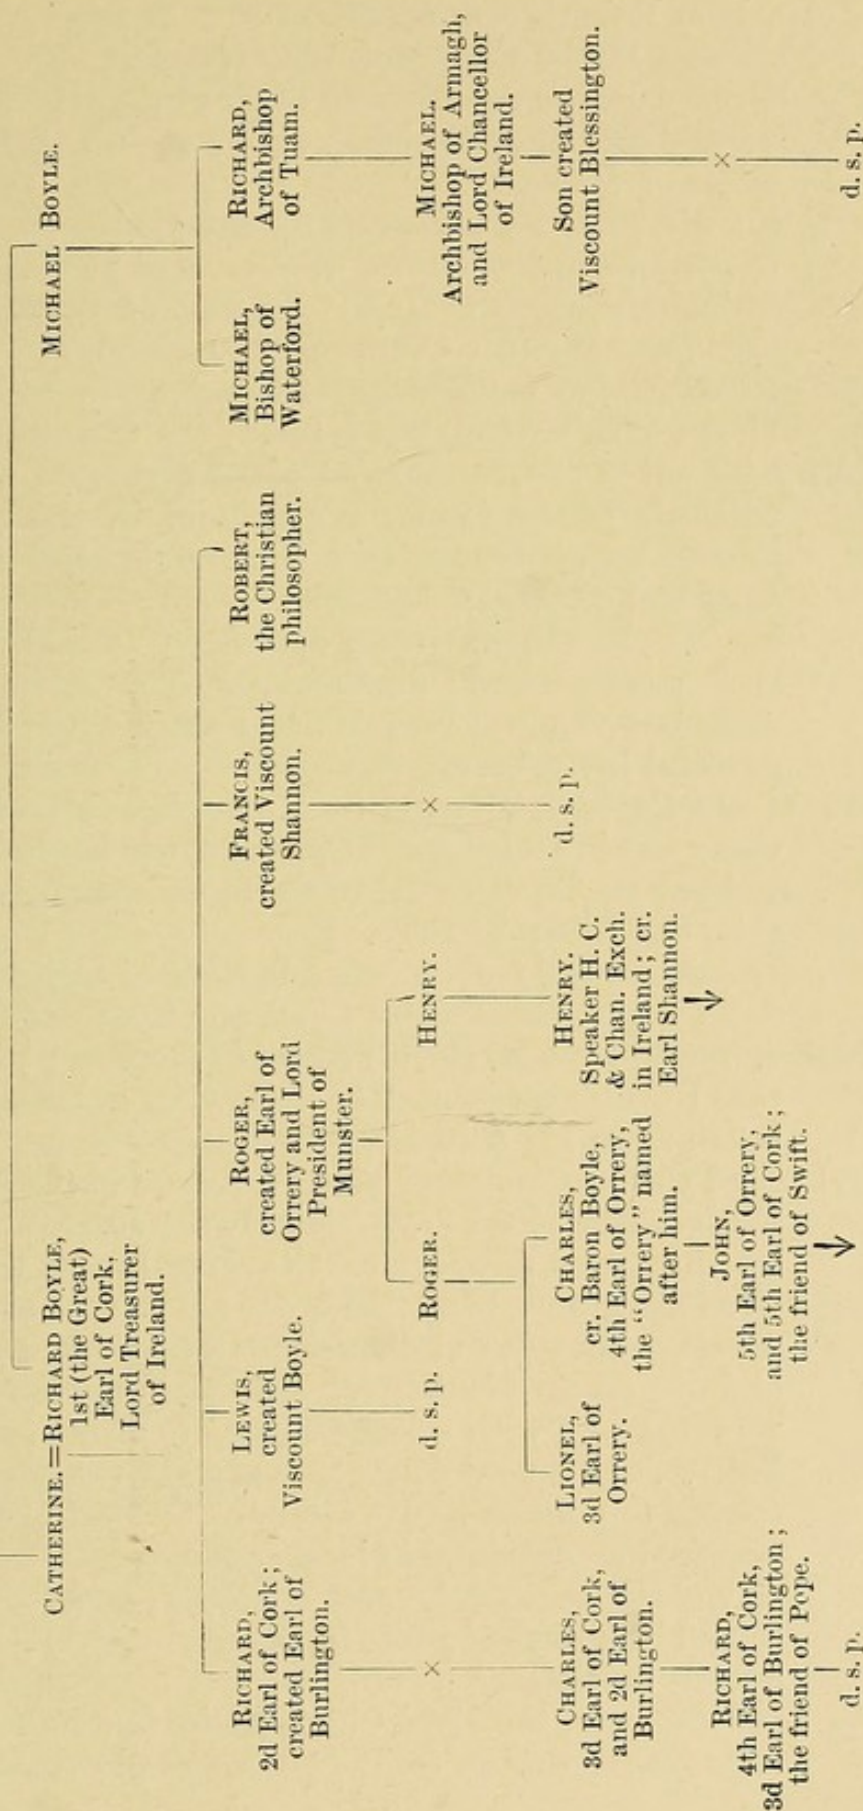 CATHERINE.=RICHARD BOYLE,
1st (the Great)
Earl of Cork,
Lord Treasurer
of Ireland.
MICHAEL BOYLE.
RICHARD,
2d Earl of Cork;
created Earl of
Burlington.
LEWIS,
created
Viscount Boyle.
ROGER,
created Earl of
Orrery and Lord
President of
Munster.
FRANCIS,
created Viscount
Shannon.
ROBERT,
the Christian
philosopher.
MICHAEL,
Bishop of
Waterford.
RICHARD,
Archbishop
of Tuam.
×
d. s. p.
ROGER.
HENRY.
×
MICHAEL.
Archbishop of Armagh,
and Lord Chancellor
of Ireland.
CHARLES,
3d Earl of Cork,
and 2d Earl of
Burlington.
LIONEL,
3d Earl of
Orrery.
CHARLES,
cr. Baron Boyle,
4th Earl of Orrery,
the "Orrery" named
after him.
HENRY.
Speaker H. C.
& Chan. Exch.
in Ireland; cr.
Earl Shannon.
d. s. p.
Son created
Viscount Blessington.
RICHARD,
4th Earl of Cork,
3d Earl of Burlington;
the friend of Pope.
JOHN,
5th Earl of Orrery,
and 5th Earl of Cork;
the friend of Swift.
×
d. s. p.
d. s. p.